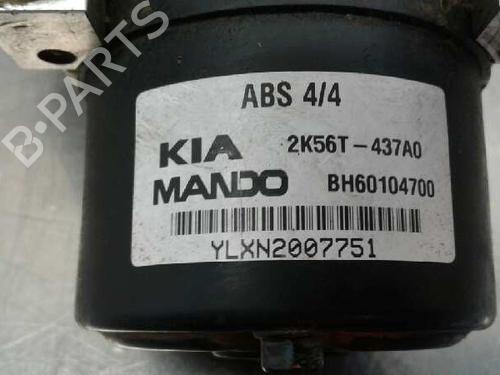 ABS 4/4
KIA 2K56T-437A0
MANDO BH60104700
YLXN2007751
B-PARTS